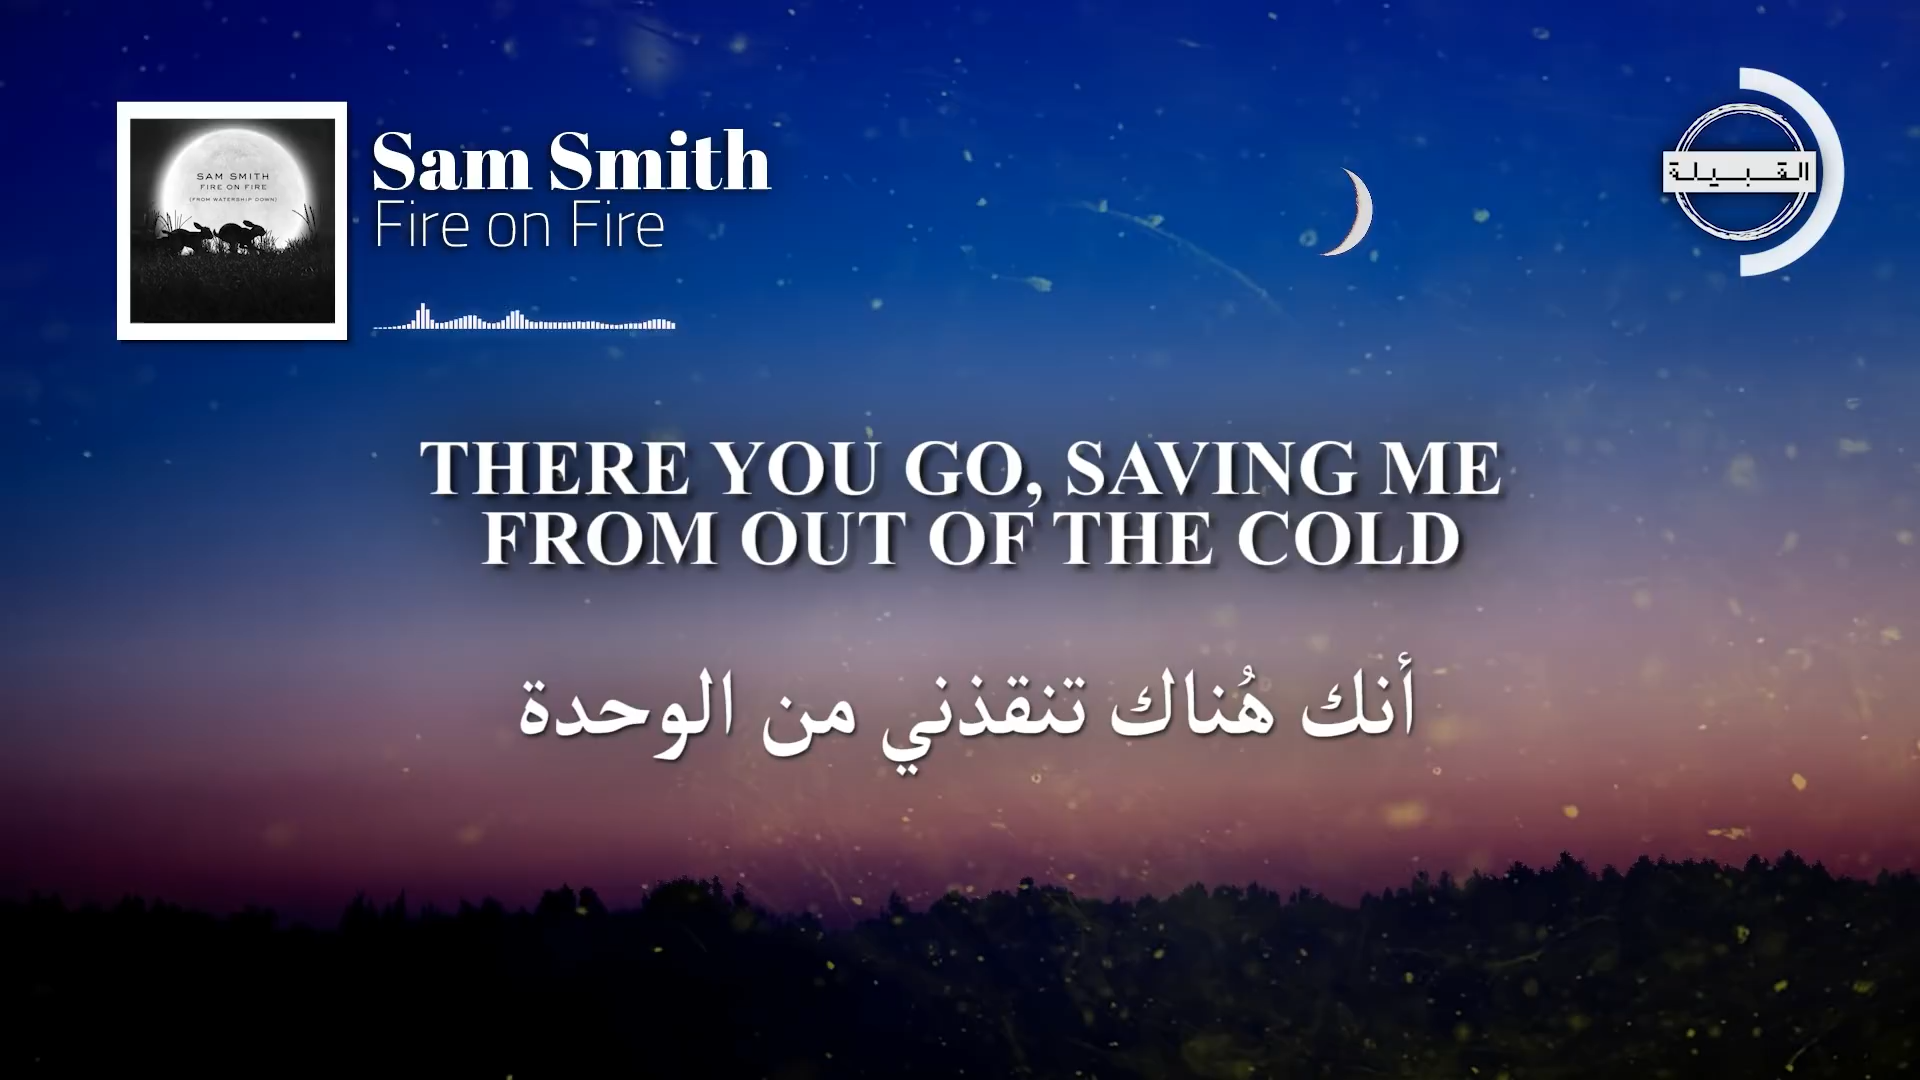 Sam Smith
Fire on Fire
SAM SMITH
FIRE ON FIRE
(FROM WATERSHIP DOWN)
القبيلة
THERE YOU GO, SAVING ME
FROM OUT OF THE COLD
أنك هُناك تنقذني من الوحدة